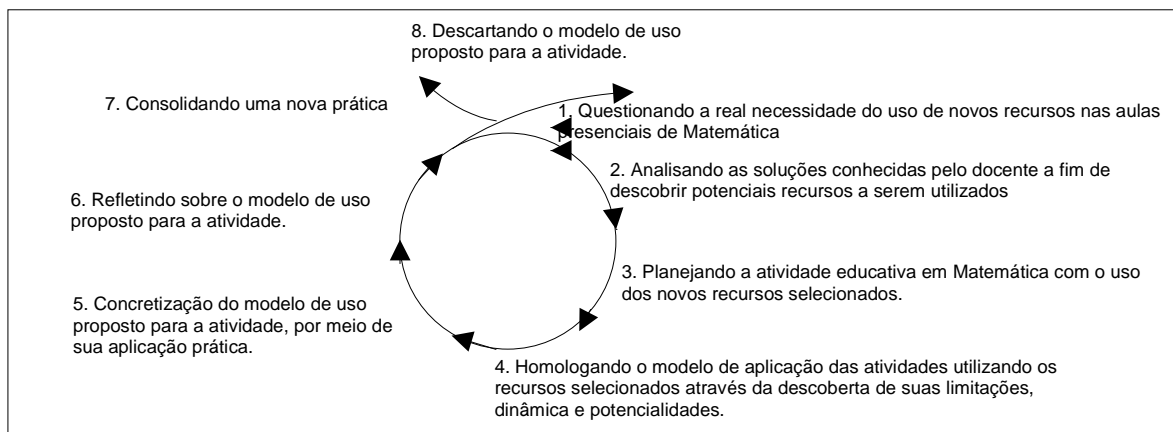 8. Descartando o modelo de uso
proposto para a atividade.
7. Consolidando uma nova prática
1. Questionando a real necessidade do uso de novos recursos nas aulas
presenciais de Matemática
2. Analisando as soluções conhecidas pelo docente a fim de
descobrir potenciais recursos a serem utilizados
6. Refletindo sobre o modelo de uso
proposto para a atividade.
3. Planejando a atividade educativa em Matemática com o uso
dos novos recursos selecionados.
5. Concretização do modelo de uso
proposto para a atividade, por meio de
sua aplicação prática.
4. Homologando o modelo de aplicação das atividades utilizando os
recursos selecionados através da descoberta de suas limitações,
dinâmica e potencialidades.